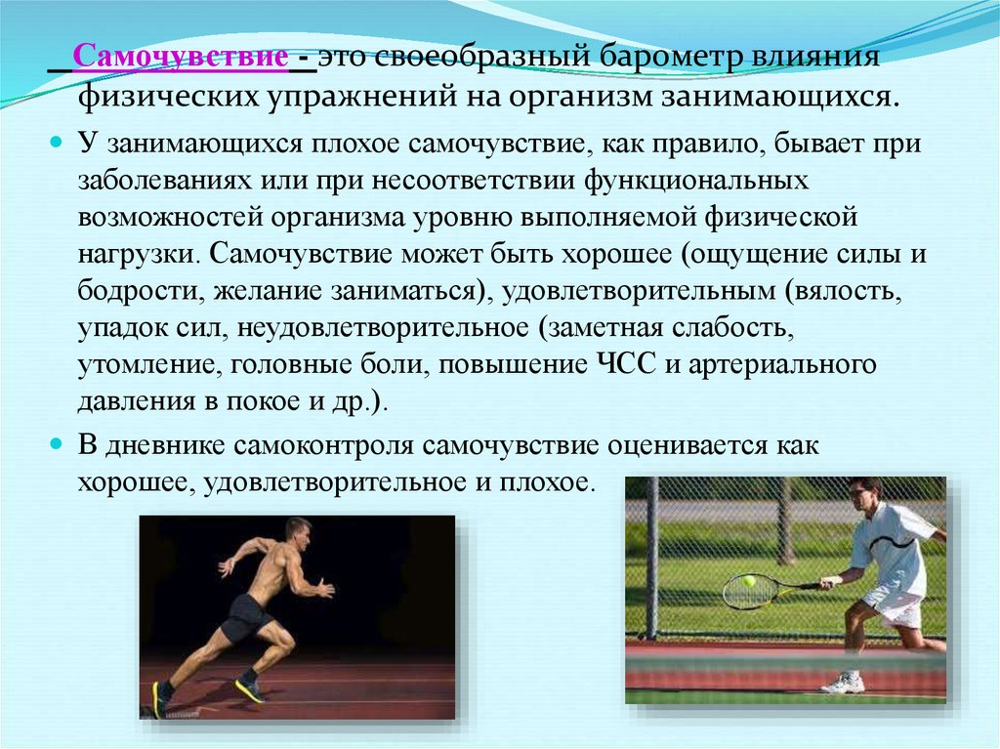 Самочувствие - это своеобразный барометр влияния
физических упражнений на организм занимающихся.
У занимающихся плохое самочувствие, как правило, бывает при
заболеваниях или при несоответствии функциональных
возможностей организма уровню выполняемой физической
нагрузки. Самочувствие может быть хорошее (ощущение силы и
бодрости, желание заниматься), удовлетворительным (вялость,
упадок сил, неудовлетворительное (заметная слабость,
утомление, головные боли, повышение ЧСС и артериального
давления в покое и др.).
В дневнике самоконтроля самочувствие оценивается как
хорошее, удовлетворительное и плохое.